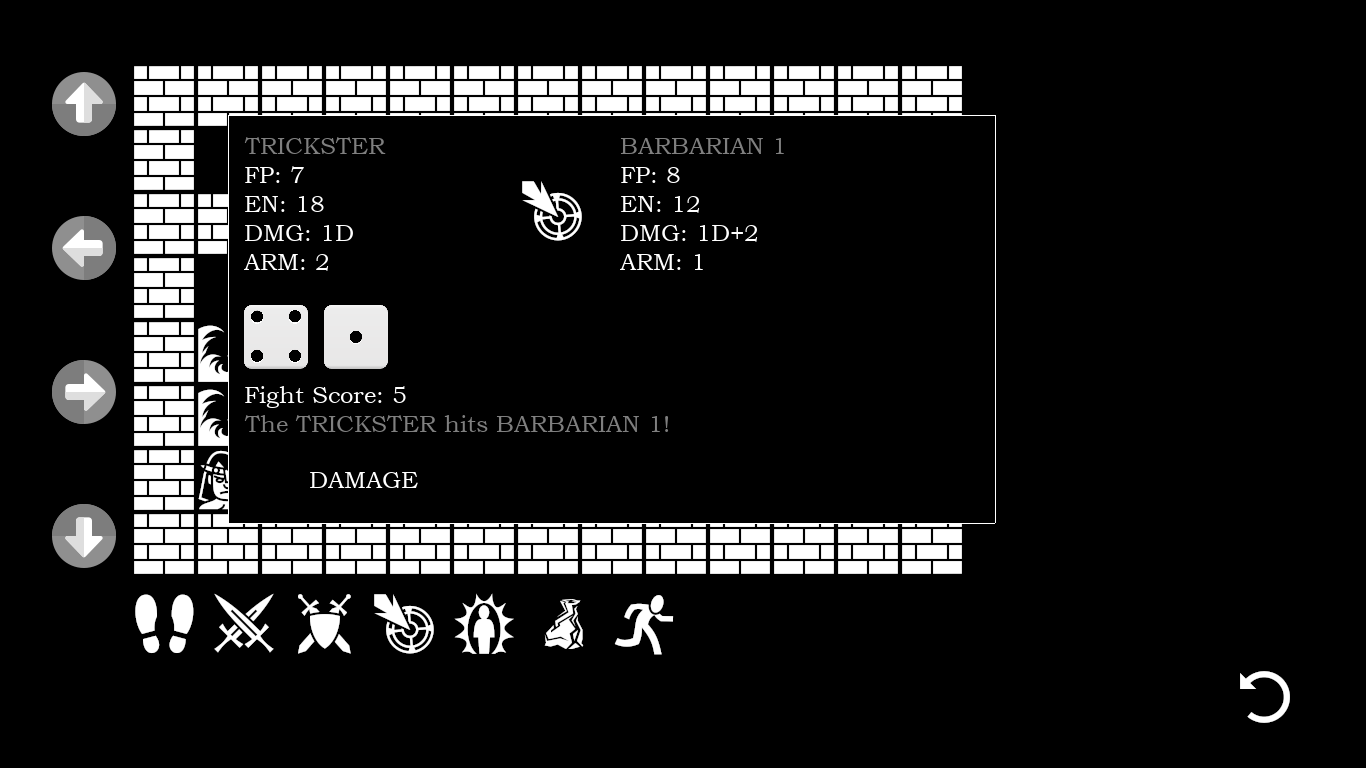 TRICKSTER
FP: 7
EN: 18
DMG: 1D
ARM: 2
BARBARIAN 1
FP: 8
EN: 12
DMG: 1D+2
ARM: 1
Fight Score: 5
The TRICKSTER hits BARBARIAN 1!
DAMAGE